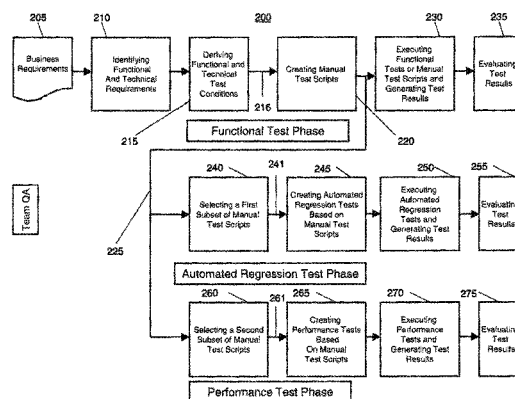 205
210
200
230
235
Business
Requirements
Identifying
Functional
And Technical
Requirements
Deriving
Functional and
Technical
Test
Conditions
Creating Manual
Test Scripts
Executing
Functional
Tests or Manual
Test Scripts
and Generating
Test Results
Evaluating
Test
Results
216
215
220
Functional Test Phase
240
241
245
250
255
Team QA
Selecting a First
Subset of Manual
Test Scripts
Creating Automated
Regression Tests
Based on
Manual Test
Scripts
Executing
Automated
Regression
Tests and
Generating Test
Results
Evaluating
Test
Results
225
Automated Regression Test Phase
260
261
265
270
275
Selecting a Second
Subset of Manual
Test Scripts
Creating
Performance Tests
Based
On Manual
Test Scripts
Executing
Performance
Tests and
Generating Test
Results
Evaluating
Test
Results
Performance Test Phase